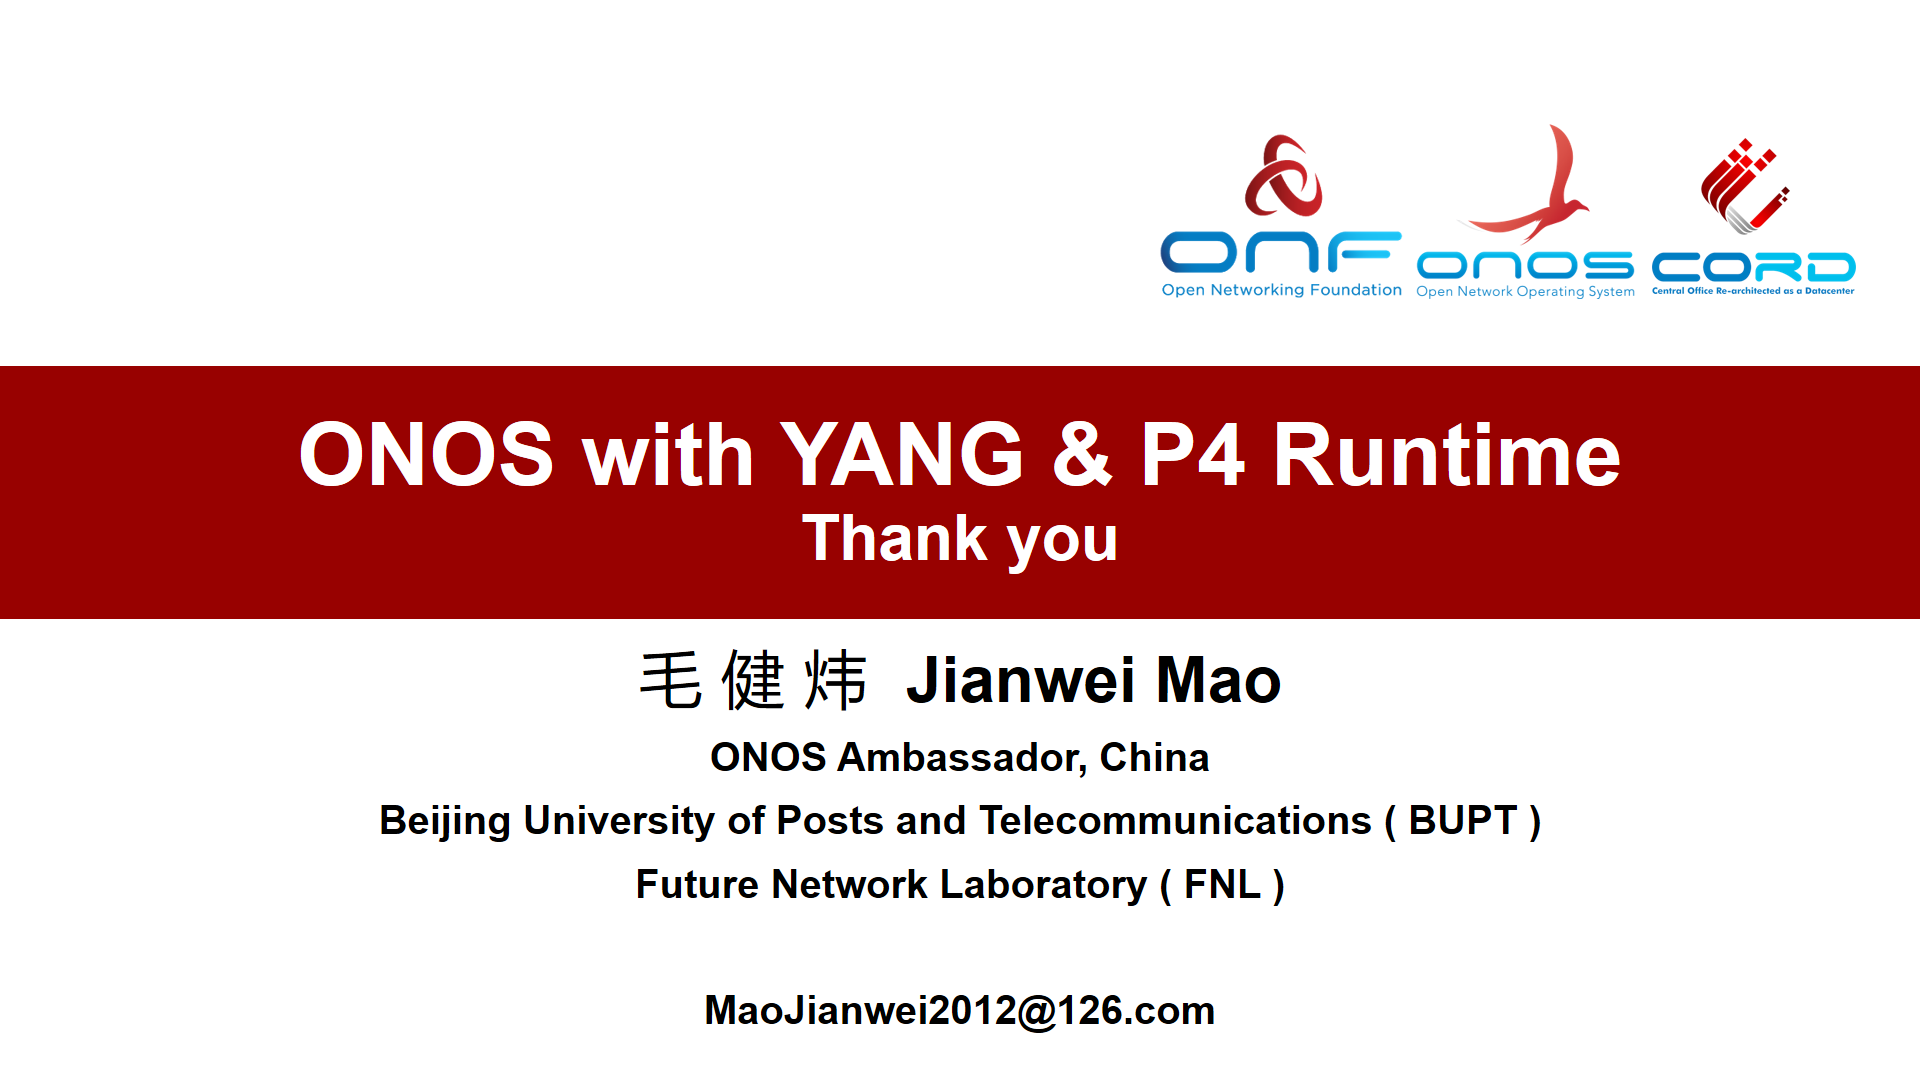 ONF
Open Networking Foundation
ONOS
Open Network Operating System
CORD
Central Office Re-architected as a Datacenter
ONOS with YANG & P4 Runtime
Thank you
毛 健 炜 Jianwei Mao
ONOS Ambassador, China
Beijing University of Posts and Telecommunications ( BUPT )
Future Network Laboratory ( FNL )
MaoJianwei2012@126.com